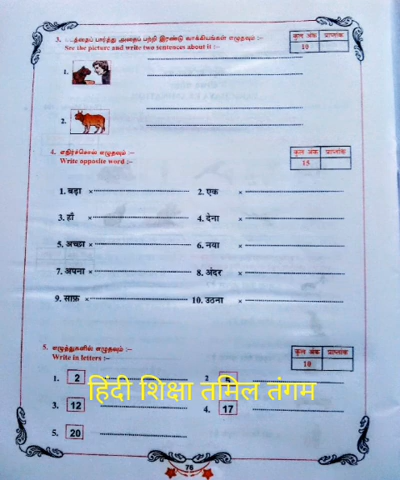 3. படத்தைப் பார்த்து அதைப் பற்றி இரண்டு வாக்கியங்கள் எழுதவும் :-
See the picture and write two sentences about it :-
कुल अंक प्राप्तांक
10
1.
2.
4. எதிர்ச்சொல் எழுதவும் :-
Write opposite word :-
कुल अंक प्राप्तांक
15
1. बड़ा × 2. एक ×
3. हाँ × 4. देना ×
5. अच्छा × 6. नया ×
7. अपना × 8. अंदर ×
9. साफ़ × 10. उठना ×
5. எழுத்துகளில் எழுதவும் :-
Write in letters :-
कुल अंक प्राप्तांक
10
1. 2 2
हिंदी शिक्षा तमिल तंगम
3. 12 4. 17
5. 20
76